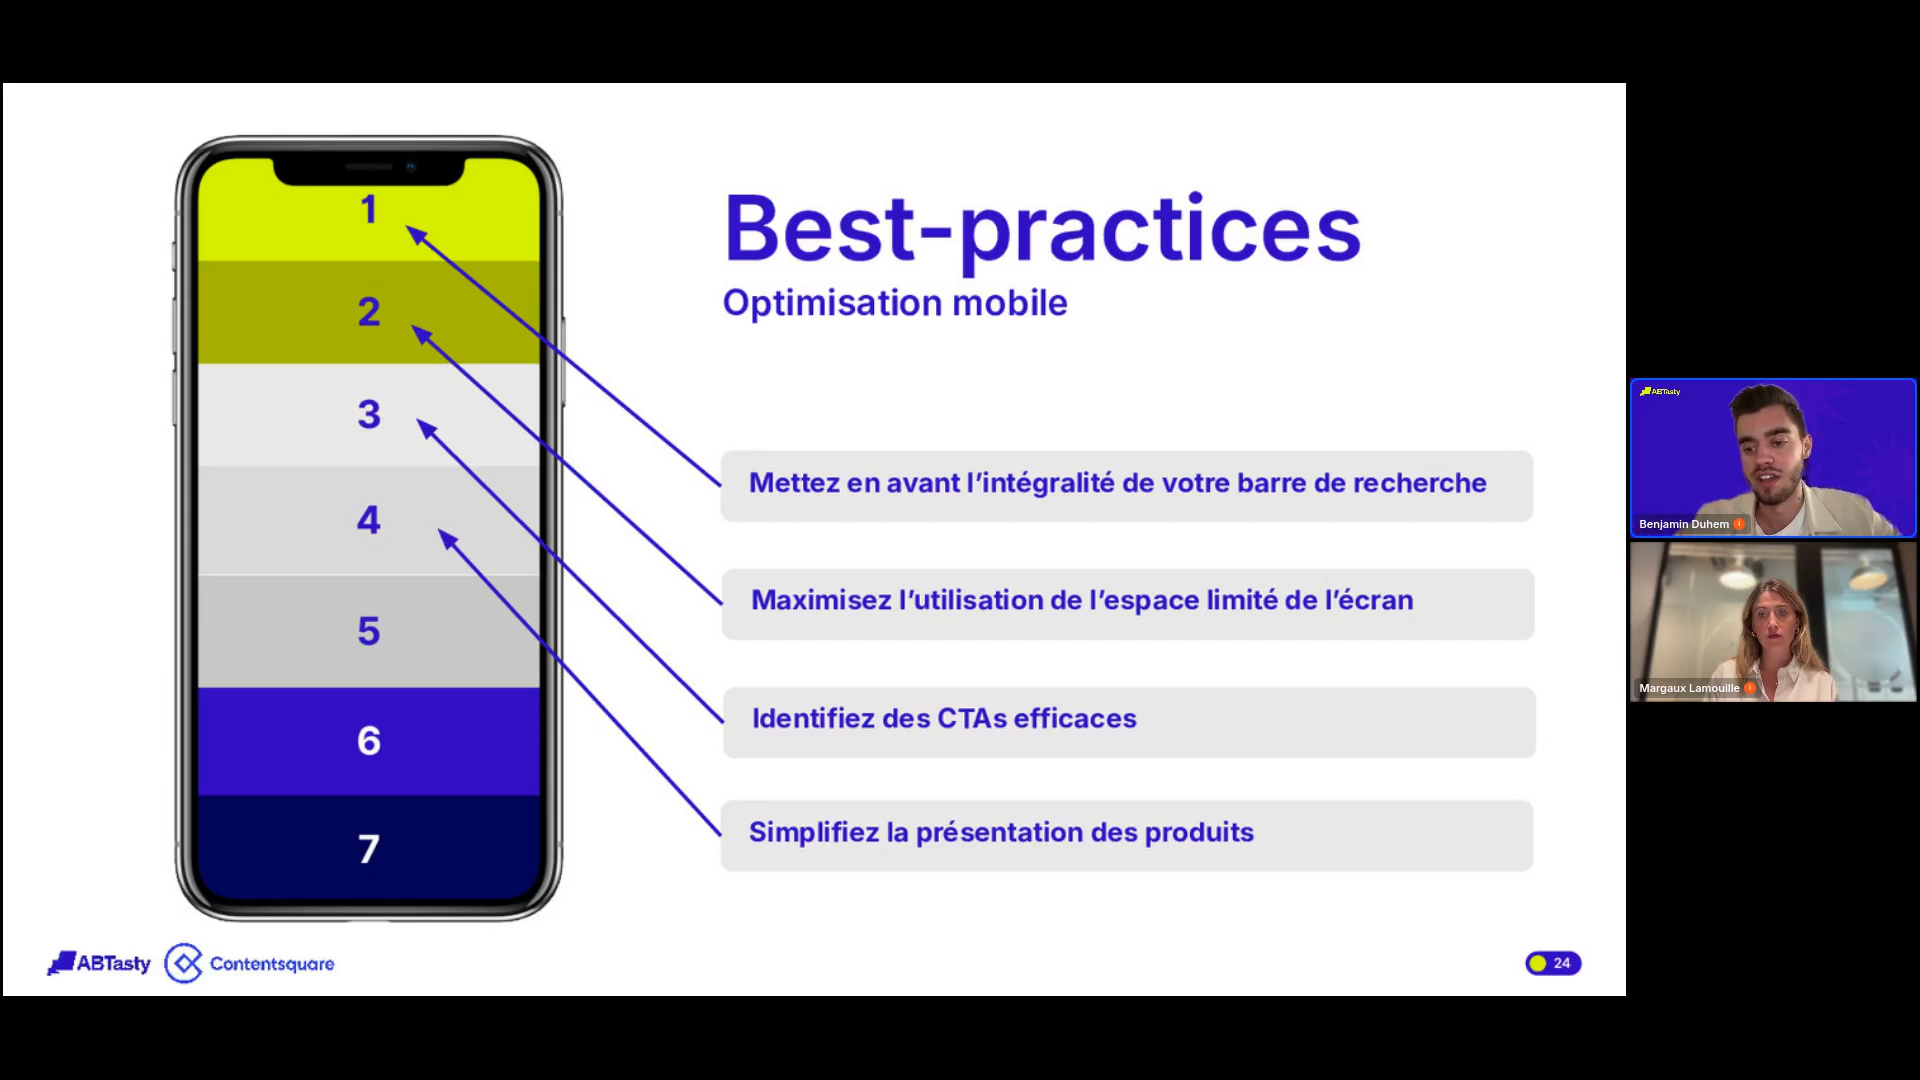 1
2
3
4
5
6
7
Best-practices
Optimisation mobile
Mettez en avant l’intégralité de votre barre de recherche
Maximisez l’utilisation de l’espace limité de l’écran
Identifiez des CTAs efficaces
Simplifiez la présentation des produits
ABTasty
Contentsquare
24
ABTasty
Benjamin Duhem
Margaux Lamouille